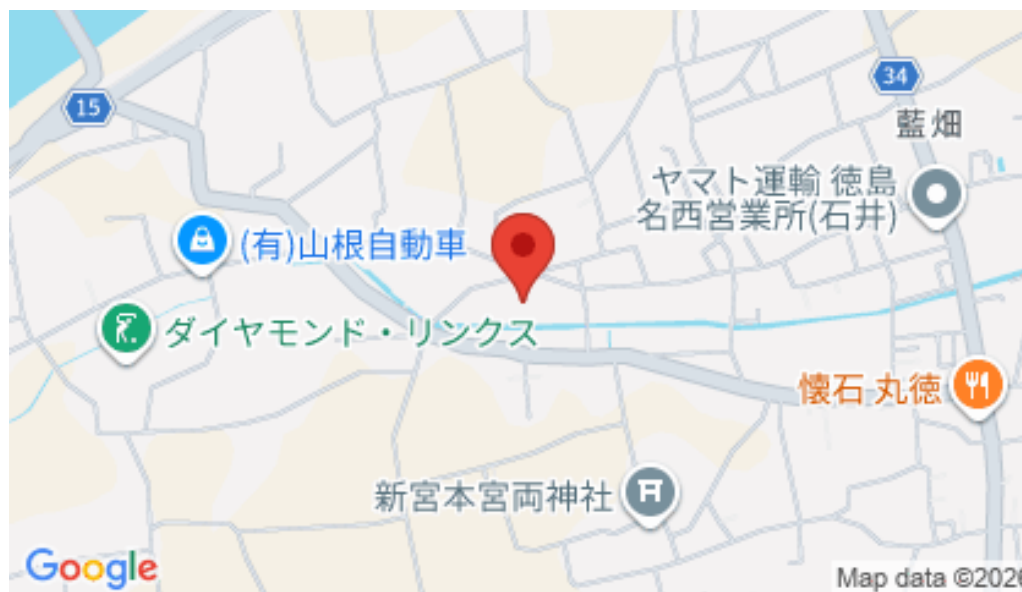 34
15
藍畑
ヤマト運輸 徳島
名西営業所(石井)
(有)山根自動車
ダイヤモンド・リンクス
懐石 丸徳
新宮本宮両神社
Google
Map data ©2026